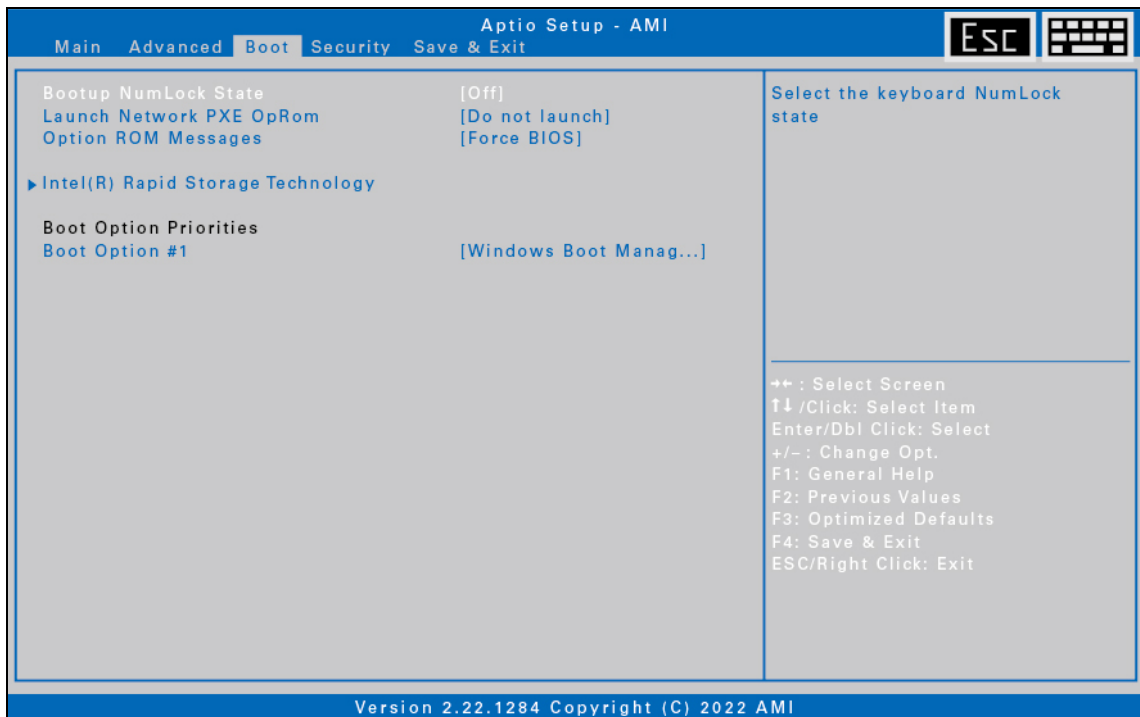 Aptio Setup - AMI
Main Advanced Boot Security Save & Exit
Esc
Bootup NumLock State [Off]
Launch Network PXE OpRom [Do not launch]
Option ROM Messages [Force BIOS]
Intel(R) Rapid Storage Technology
Boot Option Priorities
Boot Option #1 [Windows Boot Manag...]
Select the keyboard NumLock
state
→←: Select Screen
↑↓/Click: Select Item
Enter/Dbl Click: Select
+/–: Change Opt.
F1: General Help
F2: Previous Values
F3: Optimized Defaults
F4: Save & Exit
ESC/Right Click: Exit
Version 2.22.1284 Copyright (C) 2022 AMI